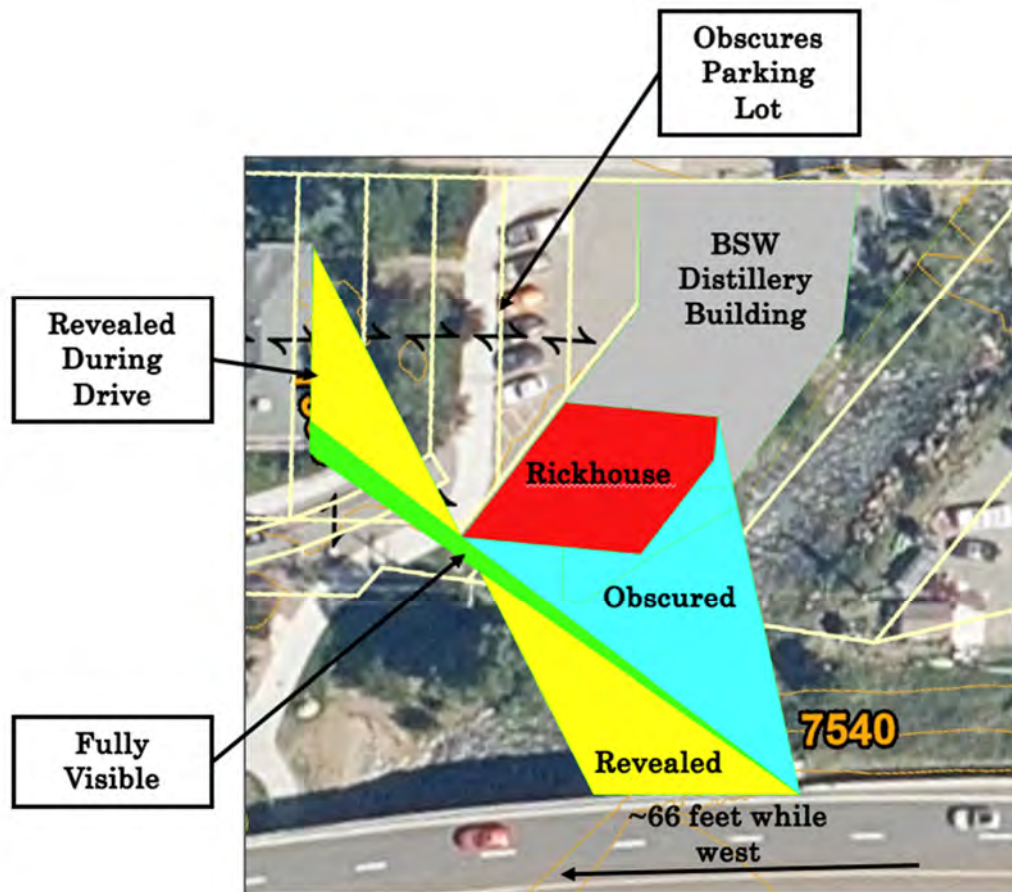 Obscures
Parking
Lot
BSW
Distillery
Building
Revealed
During
Drive
Rickhouse
Obscured
Fully
Visible
Revealed
7540
~66 feet while
west